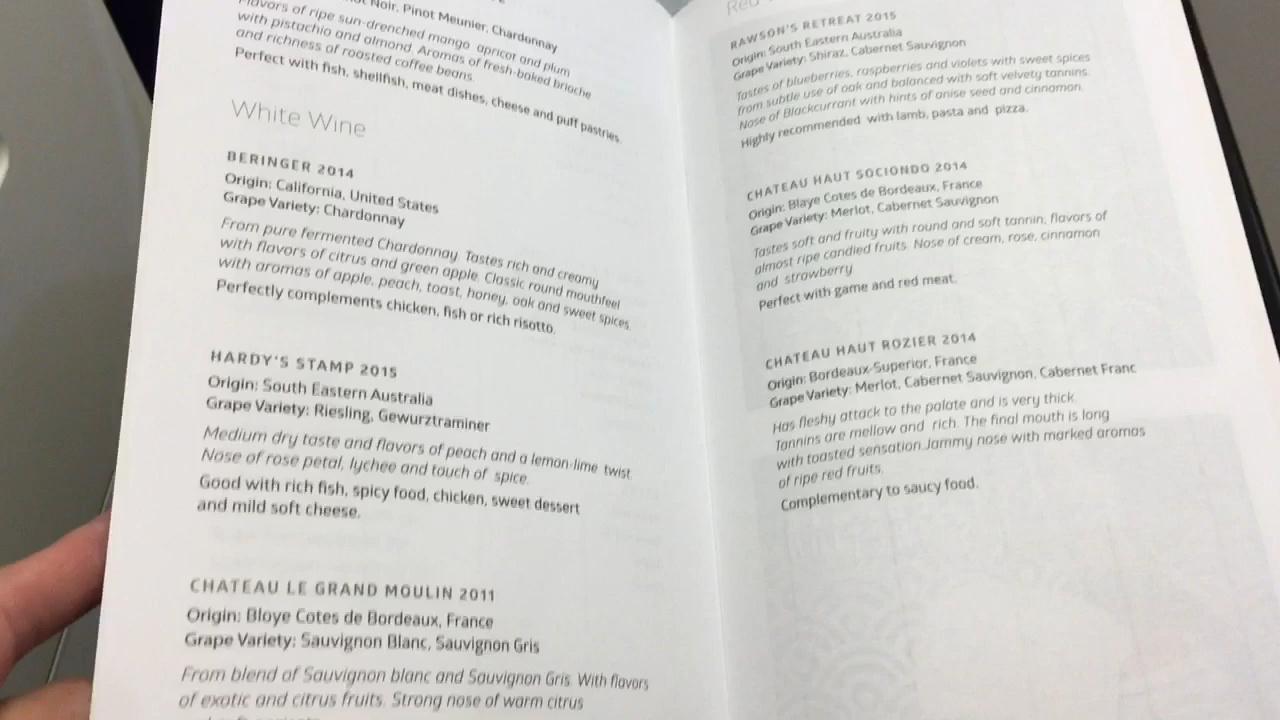 Noir, Pinot Meunier, Chardonnay
Flavors of ripe sun-drenched mango apricot and plum
with pistachio and almond. Aromas of fresh-baked brioche
and richness of roasted coffee beans.
Perfect with fish, shellfish, meat dishes, cheese and puff pastries.
White Wine
BERINGER 2014
Origin: California, United States
Grape Variety: Chardonnay
From pure fermented Chardonnay. Tastes rich and creamy
with flavors of citrus and green apple. Classic round mouthfeel
with aromas of apple, peach, toast, honey, oak and sweet spices.
Perfectly complements chicken, fish or rich risotto.
HARDY'S STAMP 2015
Origin: South Eastern Australia
Grape Variety: Riesling, Gewurztraminer
Medium dry taste and flavors of peach and a lemon-lime twist.
Nose of rose petal, lychee and touch of spice.
Good with rich fish, spicy food, chicken, sweet dessert
and mild soft cheese.
CHATEAU LE GRAND MOULIN 2011
Origin: Bloye Cotes de Bordeaux, France
Grape Variety: Sauvignon Blanc, Sauvignon Gris
From blend of Sauvignon blanc and Sauvignon Gris. With flavors
of exotic and citrus fruits. Strong nose of warm citrus
Red
RAWSON'S RETREAT 2015
Origin: South Eastern Australia
Grape Variety: Shiraz, Cabernet Sauvignon
Tastes of blueberries, raspberries and violets with sweet spices
from subtle use of oak and balanced with soft velvety tannins.
Nose of Blackcurrant with hints of anise seed and cinnamon.
Highly recommended with lamb, pasta and pizza.
CHATEAU HAUT SOCIONDO 2014
Origin: Blaye Cotes de Bordeaux, France
Grape Variety: Merlot, Cabernet Sauvignon
Tastes soft and fruity with round and soft tannin; flavors of
almost ripe candied fruits. Nose of cream, rose, cinnamon
and strawberry
Perfect with game and red meat.
CHATEAU HAUT ROZIER 2014
Origin: Bordeaux-Superior, France
Grape Variety: Merlot, Cabernet Sauvignon, Cabernet Franc
Has fleshy attack to the palate and is very thick.
Tannins are mellow and rich. The final mouth is long
with toasted sensation.Jammy nose with marked aromas
of ripe red fruits.
Complementary to saucy food.